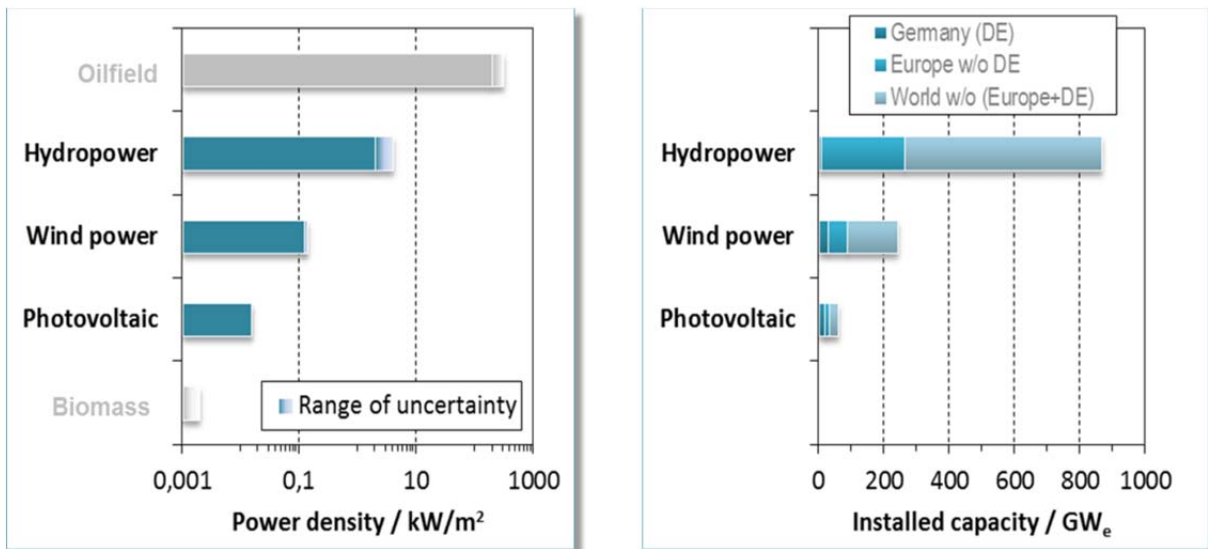 Oilfield
Hydropower
Wind power
Photovoltaic
Biomass
Range of uncertainty
0,001
0,1
10
1000
Power density / kW/m²
Germany (DE)
Europe w/o DE
World w/o (Europe+DE)
Hydropower
Wind power
Photovoltaic
0
200
400
600
800
1000
Installed capacity / GWₑ